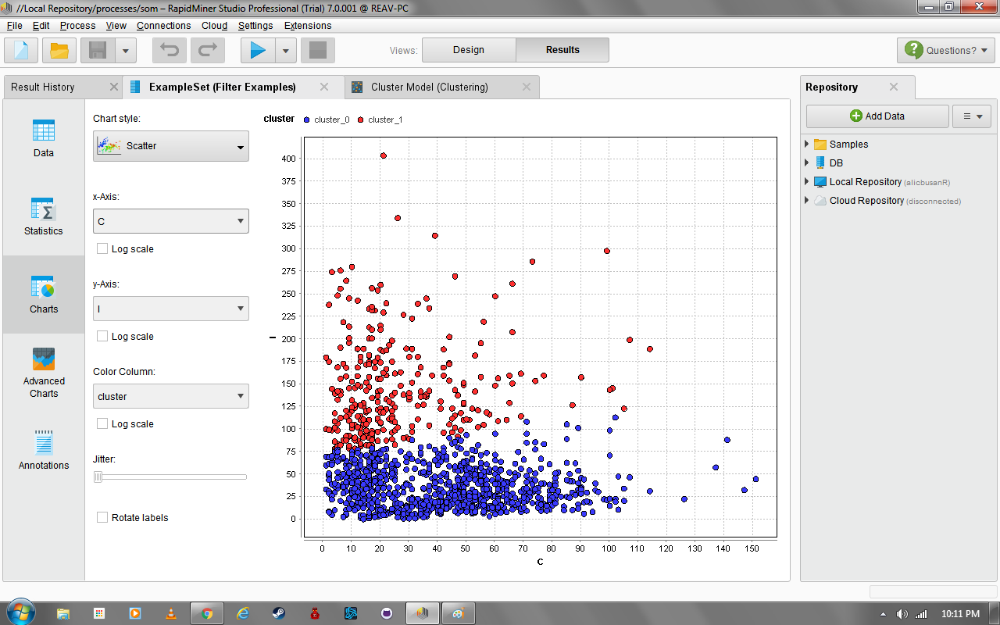 //Local Repository/processes/som – RapidMiner Studio Professional (Trial) 7.0.001 @ REAV-PC
File Edit Process View Connections Cloud Settings Extensions
Views: Design Results Questions?
Result History ExampleSet (Filter Examples) Cluster Model (Clustering) Repository
Data
Statistics
Charts
Advanced
Charts
Annotations
Chart style:
Scatter
x-Axis:
C
Log scale
y-Axis:
I
Log scale
Color Column:
cluster
Log scale
Jitter:
Rotate labels
cluster cluster_0 cluster_1
400
375
350
325
300
275
250
225
200
175
150
125
100
75
50
25
0
I
0 10 20 30 40 50 60 70 80 90 100 110 120 130 140 150
C
Add Data
Samples
DB
Local Repository (alicbusanR)
Cloud Repository (disconnected)
10:11 PM